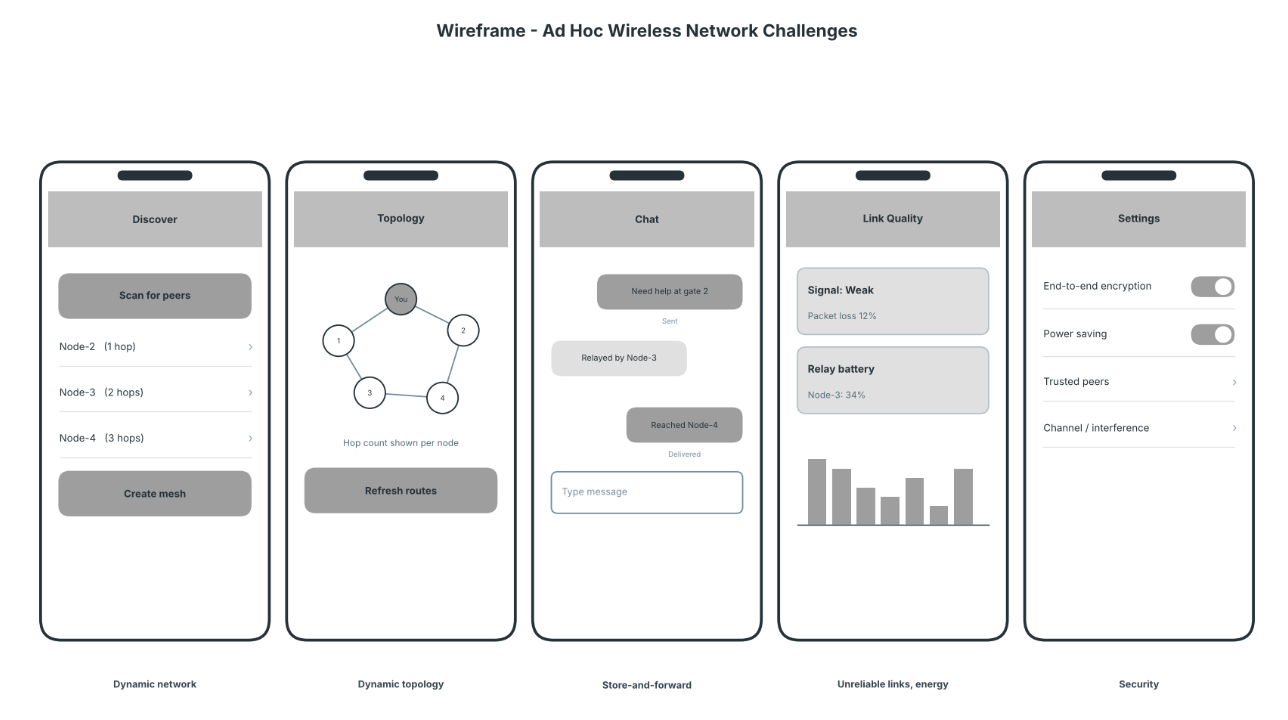 Wireframe - Ad Hoc Wireless Network Challenges
Discover
Scan for peers
Node-2 (1 hop)
Node-3 (2 hops)
Node-4 (3 hops)
Create mesh
Dynamic network
Topology
You
1
2
3
4
Hop count shown per node
Refresh routes
Dynamic topology
Chat
Need help at gate 2
Sent
Relayed by Node-3
Reached Node-4
Delivered
Type message
Store-and-forward
Link Quality
Signal: Weak
Packet loss 12%
Relay battery
Node-3: 34%
Unreliable links, energy
Settings
End-to-end encryption
Power saving
Trusted peers
Channel / interference
Security